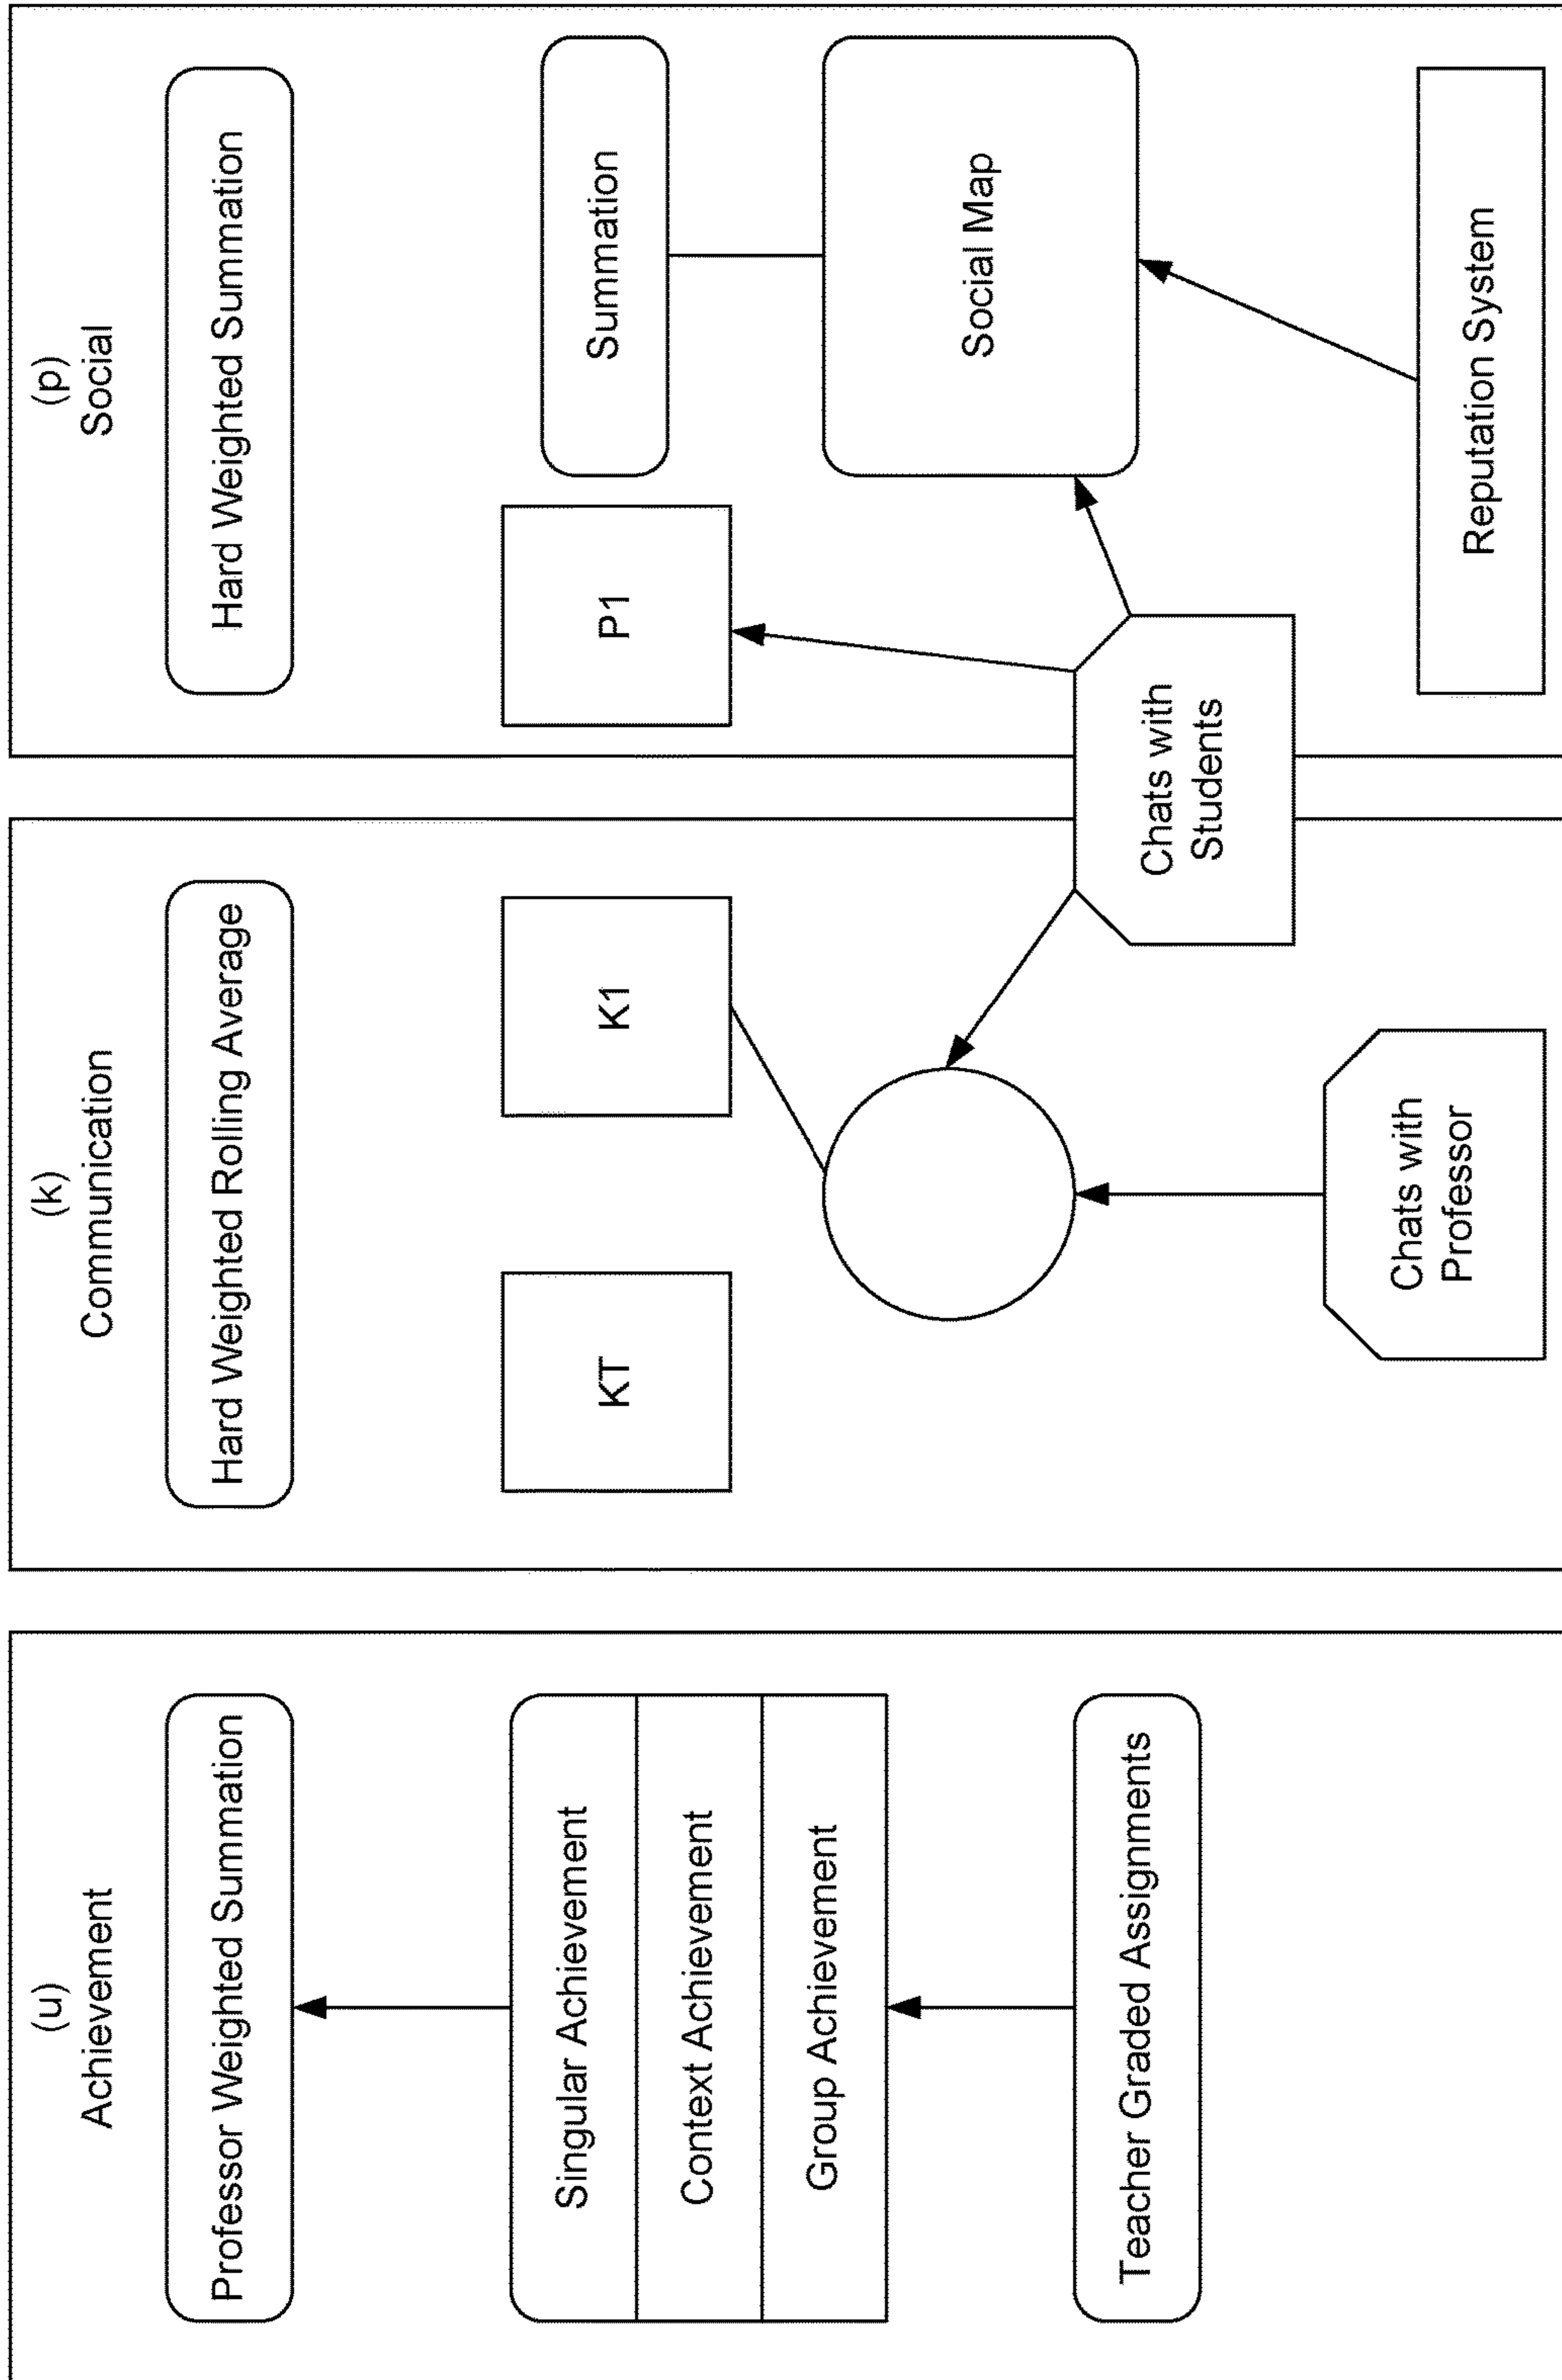 (u)
Achievement
Professor Weighted Summation
Singular Achievement
Context Achievement
Group Achievement
Teacher Graded Assignments
(k)
Communication
Hard Weighted Rolling Average
KT
K1
Chats with
Professor
Chats with
Students
(p)
Social
Hard Weighted Summation
P1
Summation
Social Map
Reputation System